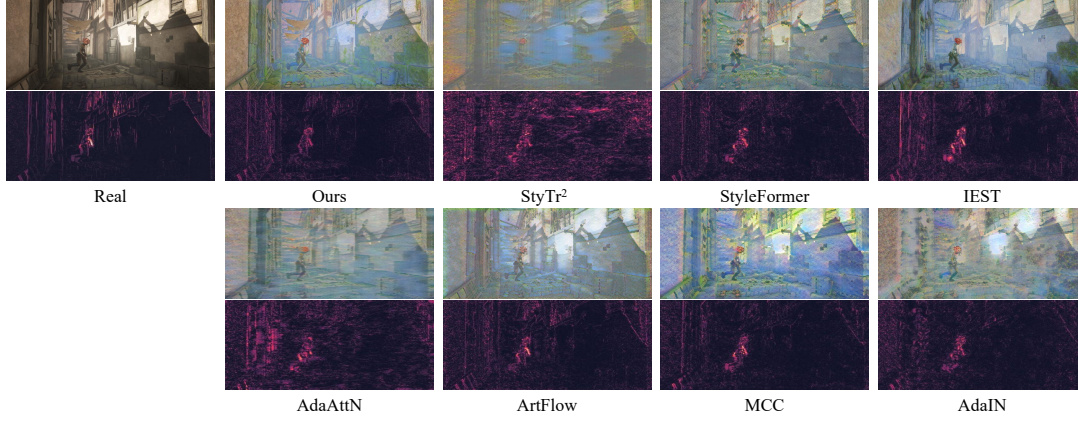 Real
Ours
StyTr²
StyleFormer
IEST
AdaAttN
ArtFlow
MCC
AdaIN